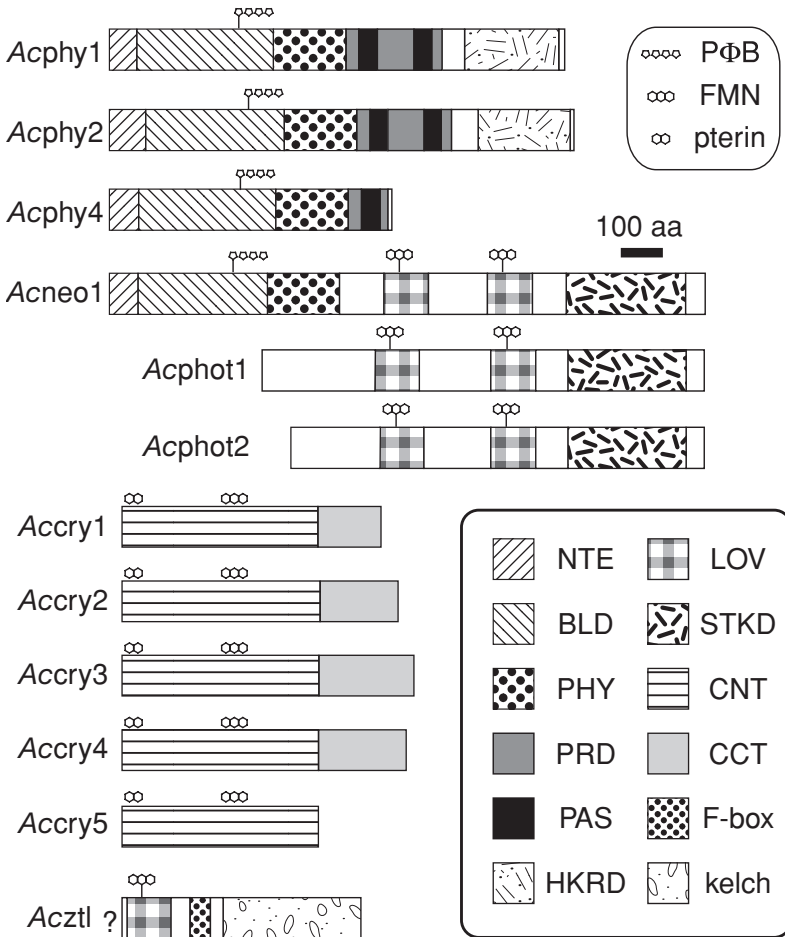 Acphy1
PΦB
FMN
pterin
Acphy2
Acphy4
100 aa
Acneo1
Acphot1
Acphot2
Accry1
Accry2
Accry3
Accry4
Accry5
Acztl ?
NTE LOV
BLD STKD
PHY CNT
PRD CCT
PAS F-box
HKRD kelch